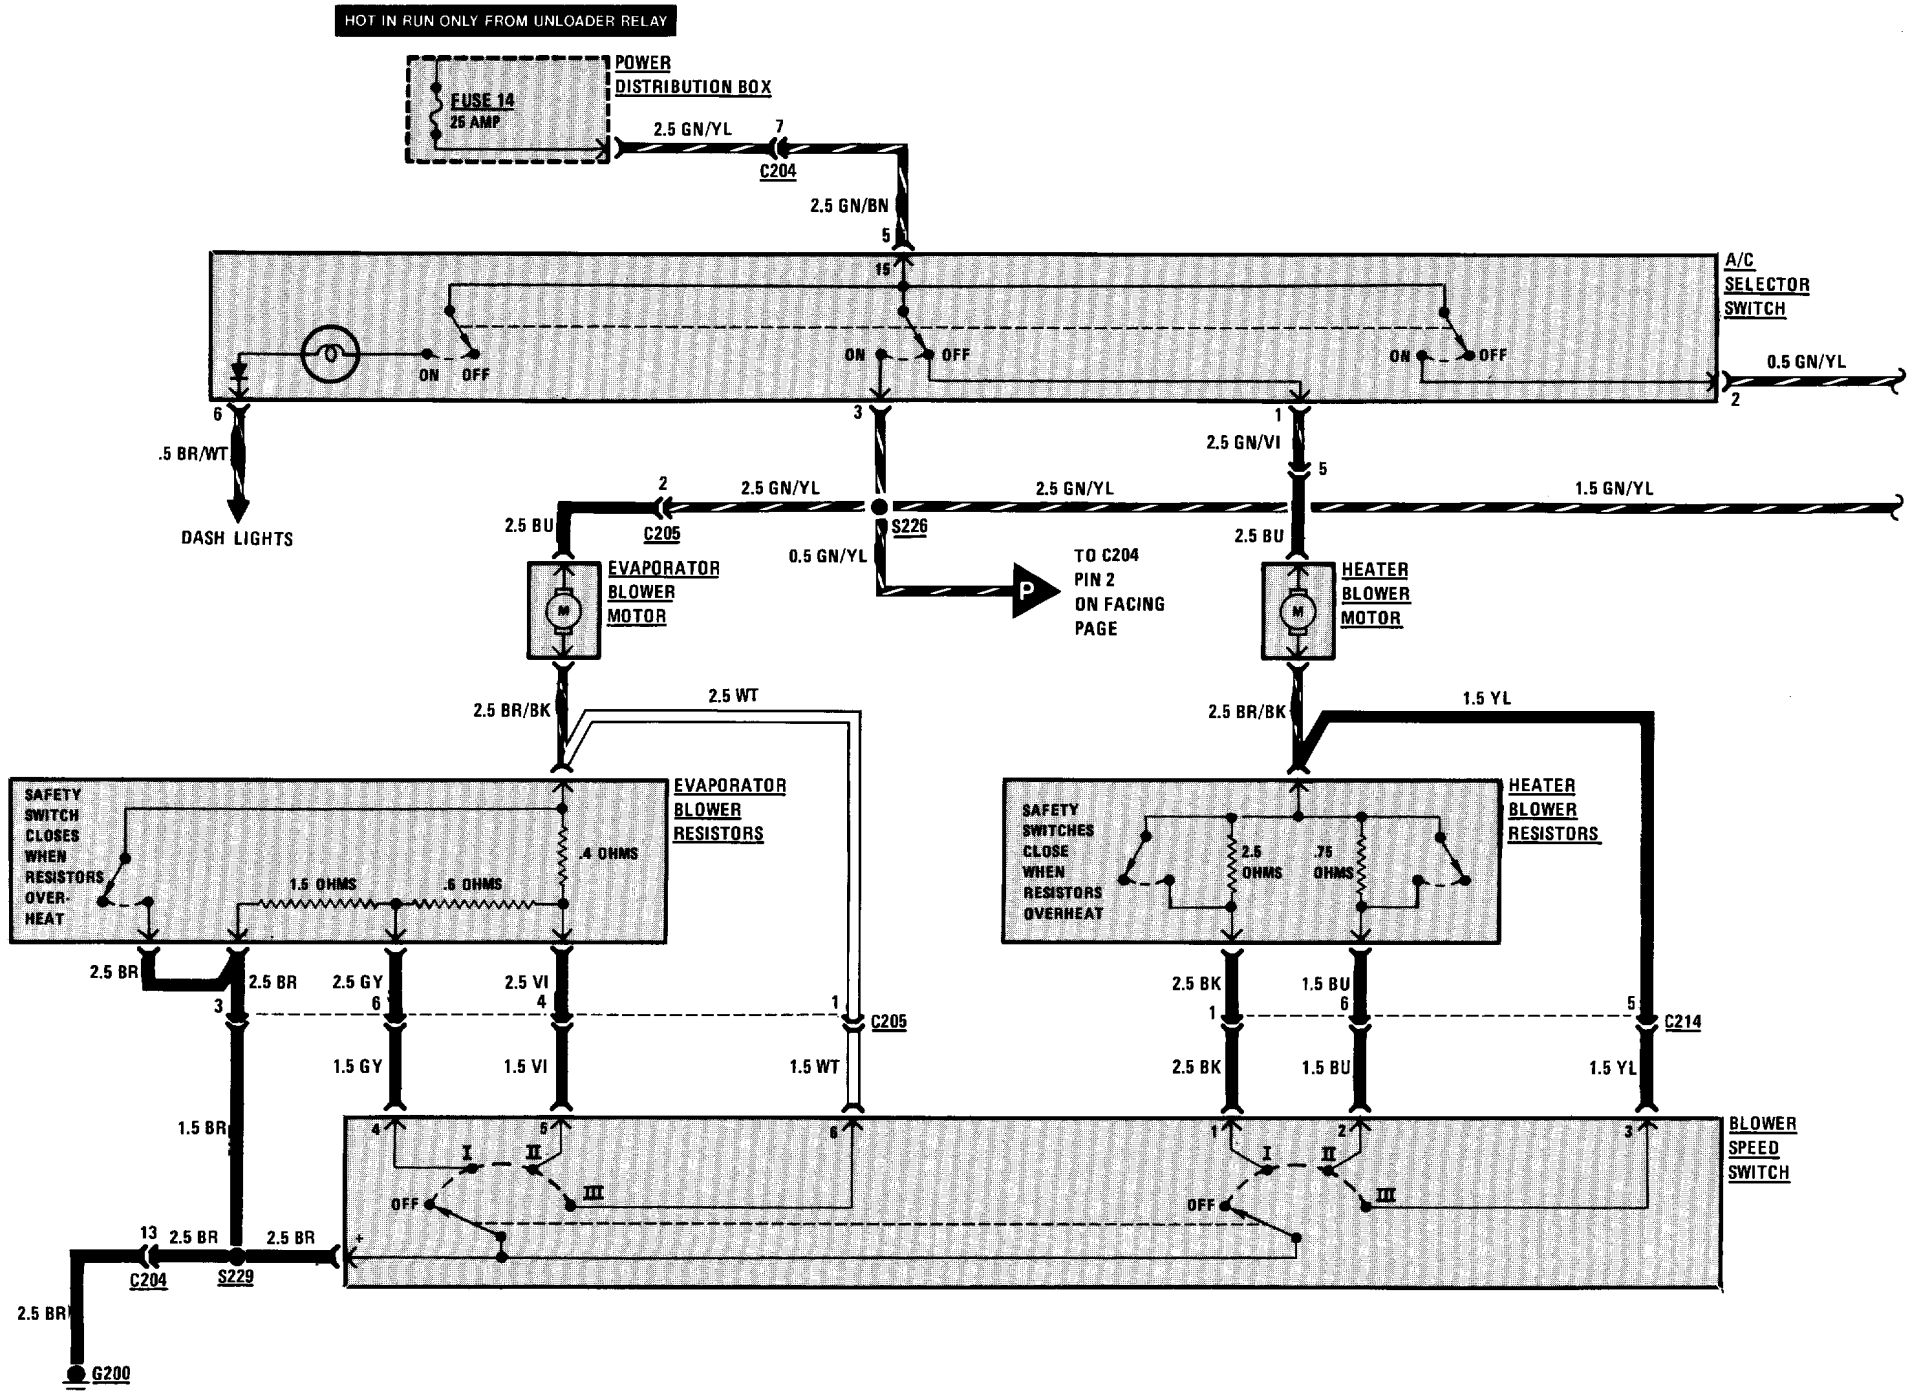 HOT IN RUN ONLY FROM UNLOADER RELAY
POWER
DISTRIBUTION BOX
FUSE 14
25 AMP
2.5 GN/YL
7
C204
2.5 GN/BN
5
15
A/C
SELECTOR
SWITCH
ON
OFF
ON
OFF
ON
OFF
0.5 GN/YL
2
6
3
1
.5 BR/WT
DASH LIGHTS
2.5 GN/VI
5
2
2.5 GN/YL
2.5 GN/YL
1.5 GN/YL
2.5 BU
C205
S226
2.5 BU
0.5 GN/YL
P
TO C204
PIN 2
ON FACING
PAGE
EVAPORATOR
BLOWER
MOTOR
M
HEATER
BLOWER
MOTOR
M
2.5 BR/BK
2.5 WT
2.5 BR/BK
1.5 YL
SAFETY
SWITCH
CLOSES
WHEN
RESISTORS
OVER-
HEAT
EVAPORATOR
BLOWER
RESISTORS
.4 OHMS
1.5 OHMS
.6 OHMS
SAFETY
SWITCHES
CLOSE
WHEN
RESISTORS
OVERHEAT
2.5
OHMS
.75
OHMS
HEATER
BLOWER
RESISTORS
2.5 BR
2.5 BR
2.5 GY
2.5 VI
3
6
4
1
C205
2.5 BK
1.5 BU
1
6
5
C214
1.5 GY
1.5 VI
1.5 WT
2.5 BK
1.5 BU
1.5 YL
1.5 BR
4
5
6
1
2
3
BLOWER
SPEED
SWITCH
I
II
III
OFF
I
II
III
OFF
+
13
2.5 BR
2.5 BR
C204
S229
2.5 BR
G200